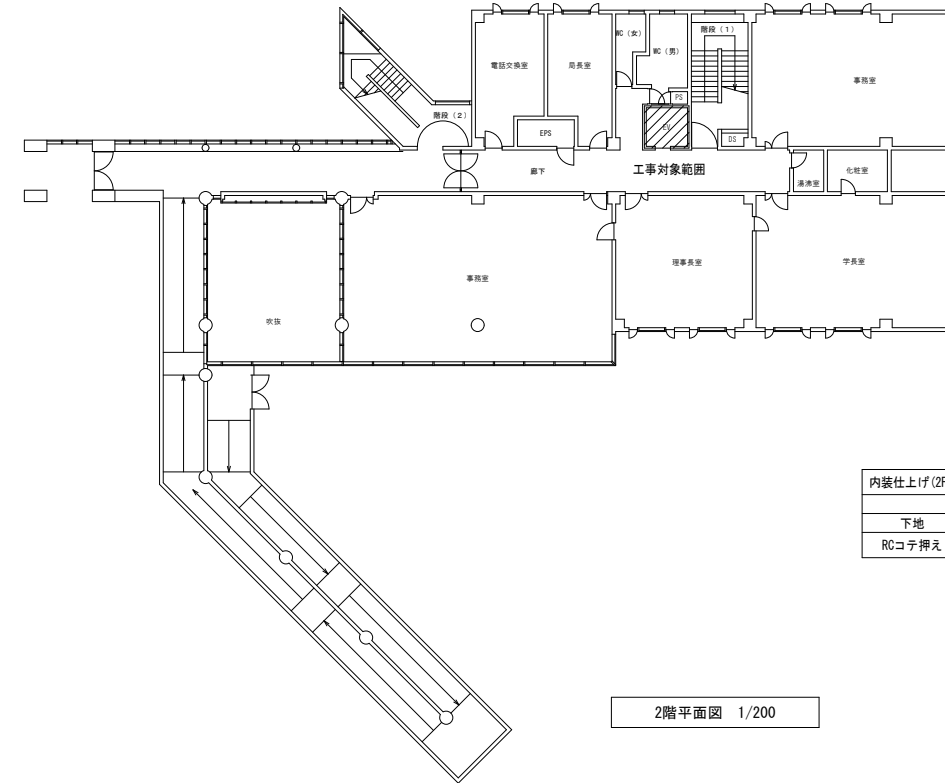 階段（1）
WC（女）
WC（男）
電話交換室
局長室
事務室
PS
階段（2）
EV
EPS
DS
廊下
工事対象範囲
湯沸室
化粧室
理事長室
学長室
事務室
吹抜
内装仕上げ(2F
下地
RCコテ押え
2階平面図 1/200